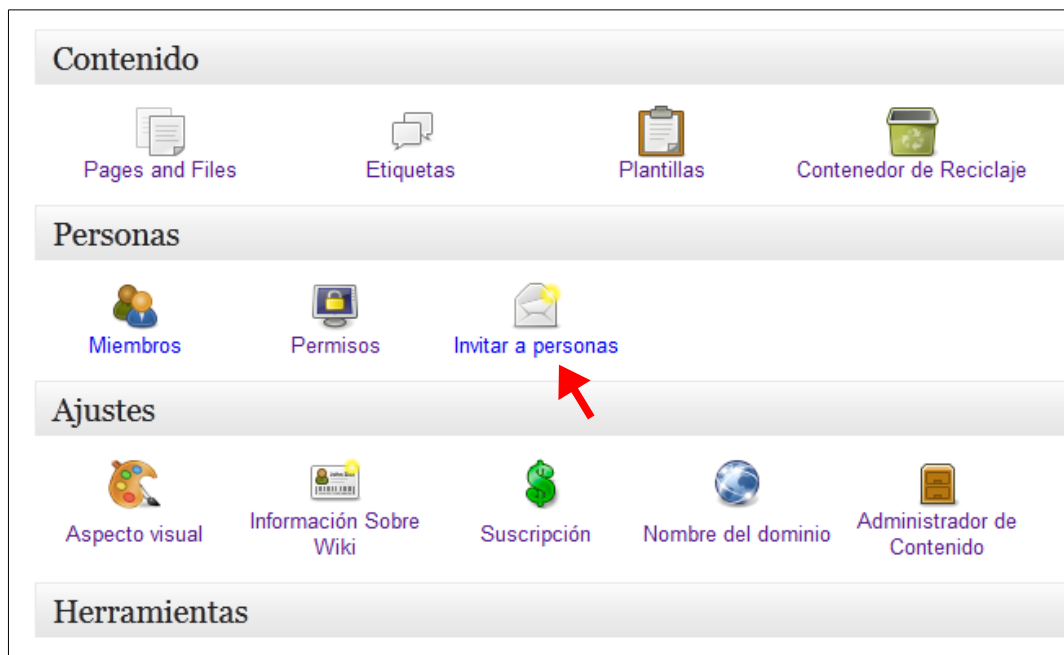 Contenido
Pages and Files
Etiquetas
Plantillas
Contenedor de Reciclaje
Personas
Miembros
Permisos
Invitar a personas
Ajustes
Aspecto visual
Información Sobre
Wiki
Suscripción
Nombre del dominio
Administrador de
Contenido
Herramientas